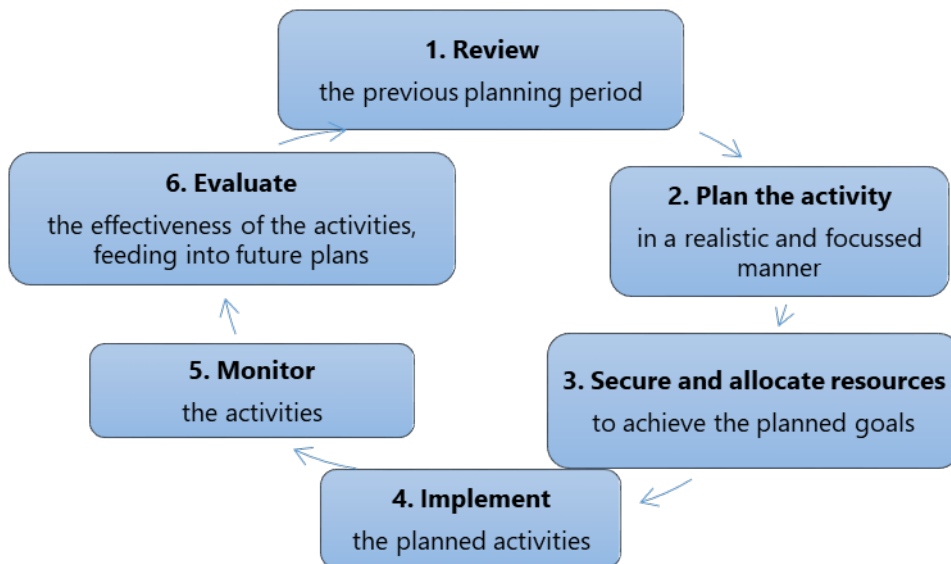 1. Review
the previous planning period
2. Plan the activity
in a realistic and focussed
manner
3. Secure and allocate resources
to achieve the planned goals
4. Implement
the planned activities
5. Monitor
the activities
6. Evaluate
the effectiveness of the activities,
feeding into future plans